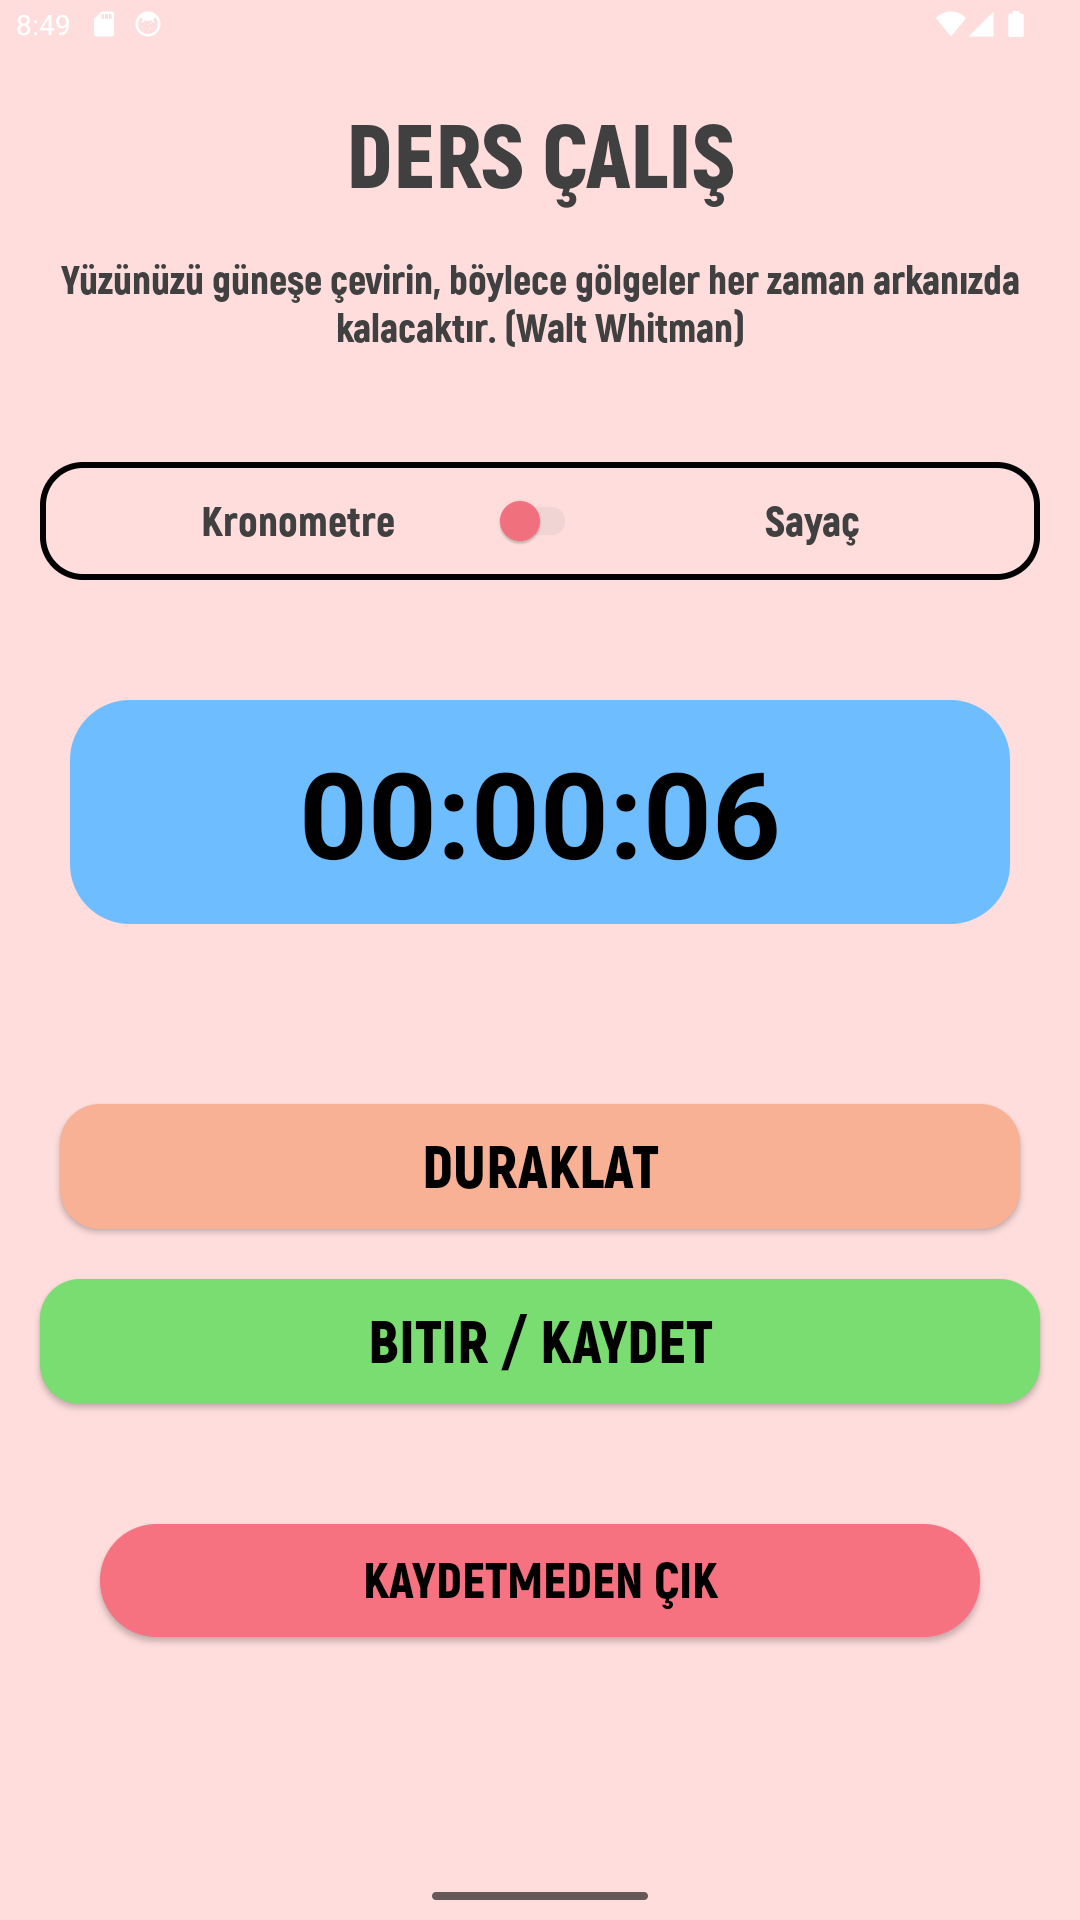 8:49
DERS ÇALIŞ
Yüzünüzü güneşe çevirin, böylece gölgeler her zaman arkanızda
kalacaktır. (Walt Whitman)
Kronometre Sayaç
00:00:06
DURAKLAT
BITIR / KAYDET
KAYDETMEDEN ÇIK